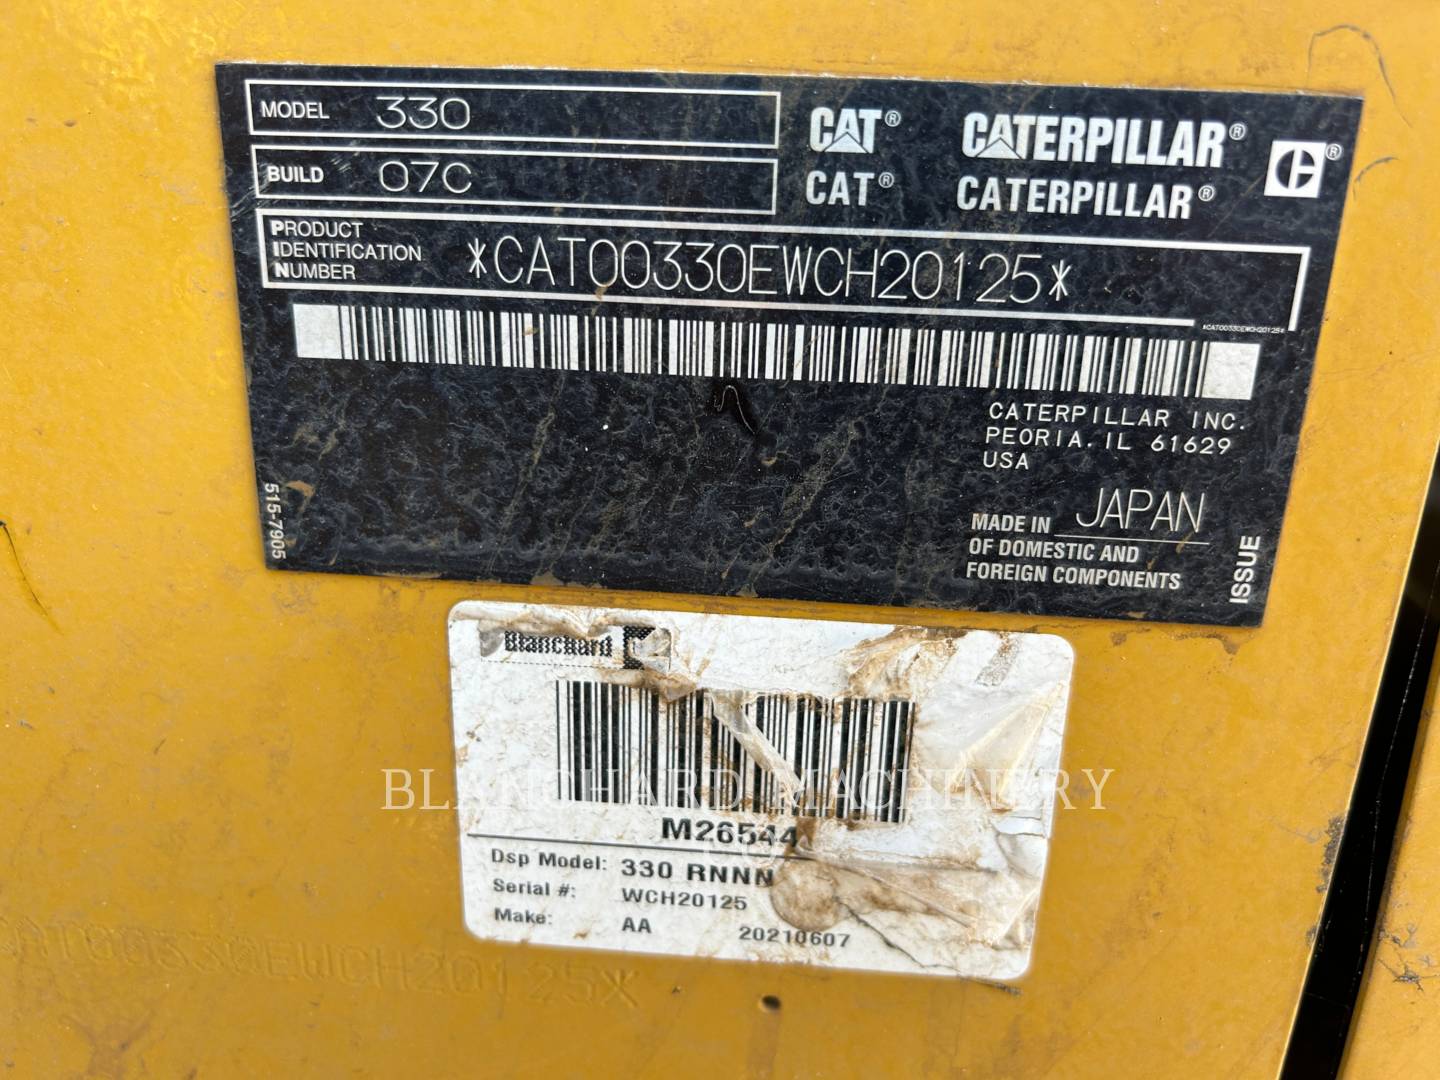 MODEL 330
BUILD 07C
PRODUCT
IDENTIFICATION
NUMBER
*CAT00330EWCH20125*
CAT® CATERPILLAR®
CAT® CATERPILLAR®
®
*CAT00330EWCH20125*
CATERPILLAR INC.
PEORIA, IL 61629
USA
MADE IN JAPAN
OF DOMESTIC AND
FOREIGN COMPONENTS
ISSUE
515-7905
Blanchard
M26544
Dsp Model: 330 RNNN
Serial #: WCH20125
Make: AA 20210607
BLANCHARD MACHINERY
CAT00330EWCH20125*